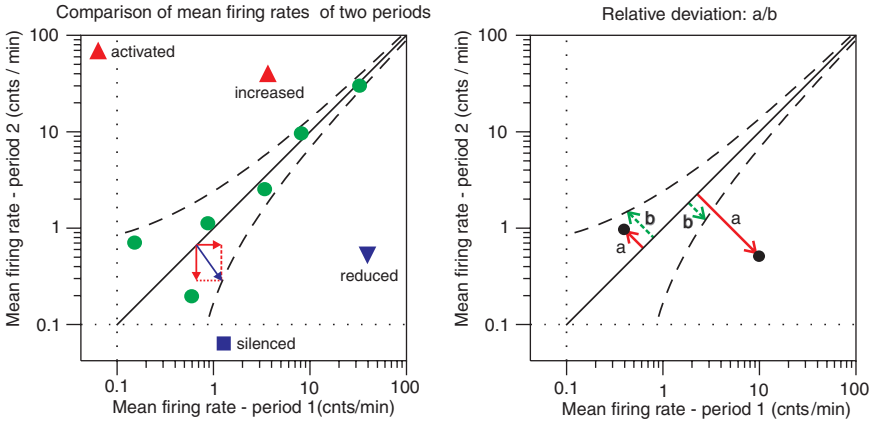 Comparison of mean firing rates of two periods
Mean firing rate - period 2 (cnts / min)
100
10
1
0.1
activated
increased
reduced
silenced
0.1
1
10
100
Mean firing rate - period 1(cnts/min)
Relative deviation: a/b
Mean firing rate - period 2 (cnts / min)
100
10
1
0.1
b
a
b
a
0.1
1
10
100
Mean firing rate - period 1 (cnts/min)